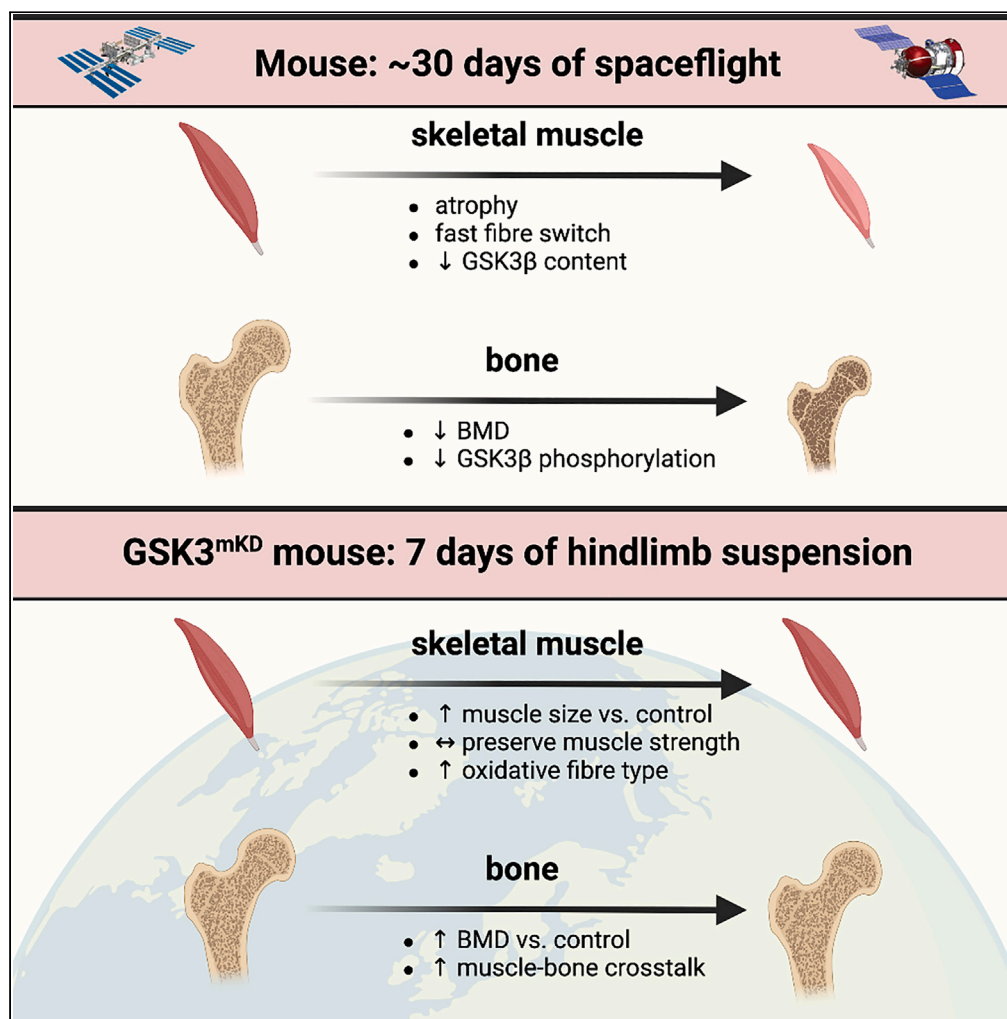 Mouse: ~30 days of spaceflight
skeletal muscle
• atrophy
• fast fibre switch
• ↓ GSK3β content
bone
• ↓ BMD
• ↓ GSK3β phosphorylation
GSK3ᵐᴷᴰ mouse: 7 days of hindlimb suspension
skeletal muscle
• ↑ muscle size vs. control
• ↔ preserve muscle strength
• ↑ oxidative fibre type
bone
• ↑ BMD vs. control
• ↑ muscle-bone crosstalk